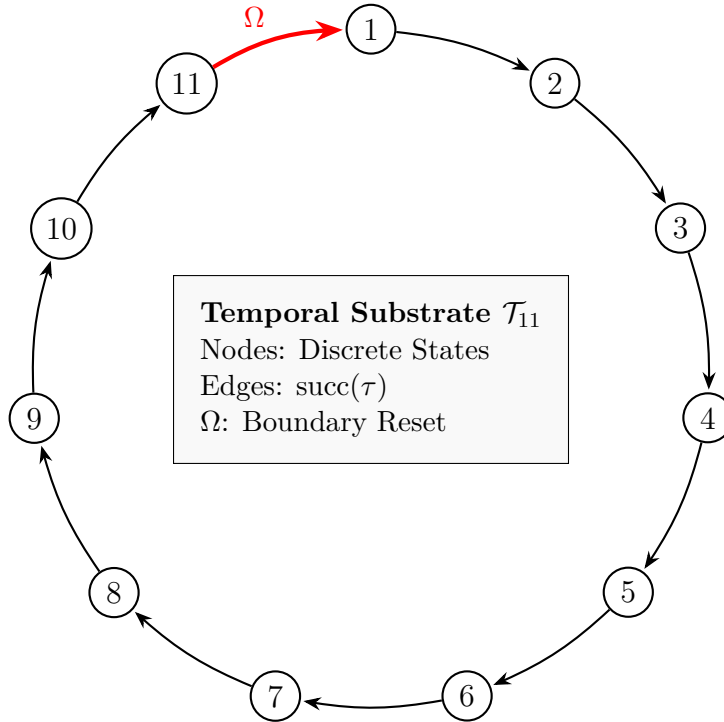 Ω
1
2
3
4
5
6
7
8
9
10
11
Temporal Substrate 𝒯₁₁
Nodes: Discrete States
Edges: succ(τ)
Ω: Boundary Reset